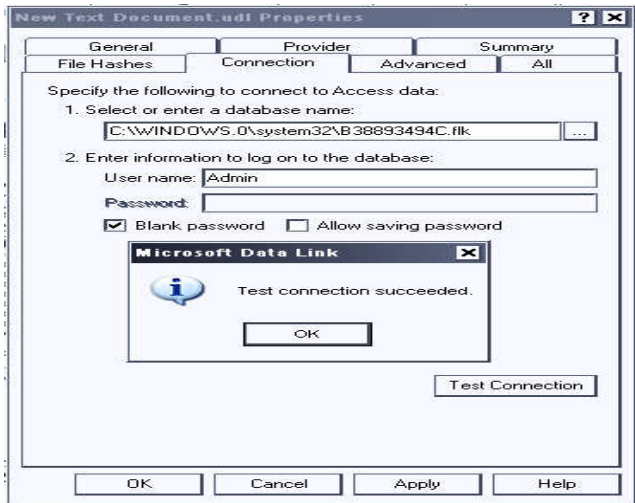 New Text Document.udl Properties
? X
General Provider Summary
File Hashes Connection Advanced All
Specify the following to connect to Access data:
1. Select or enter a database name:
C:\WINDOWS.0\system32\B38893494C.flk ...
2. Enter information to log on to the database:
User name: Admin
Password:
Blank password Allow saving password
Microsoft Data Link X
Test connection succeeded.
OK
Test Connection
OK Cancel Apply Help